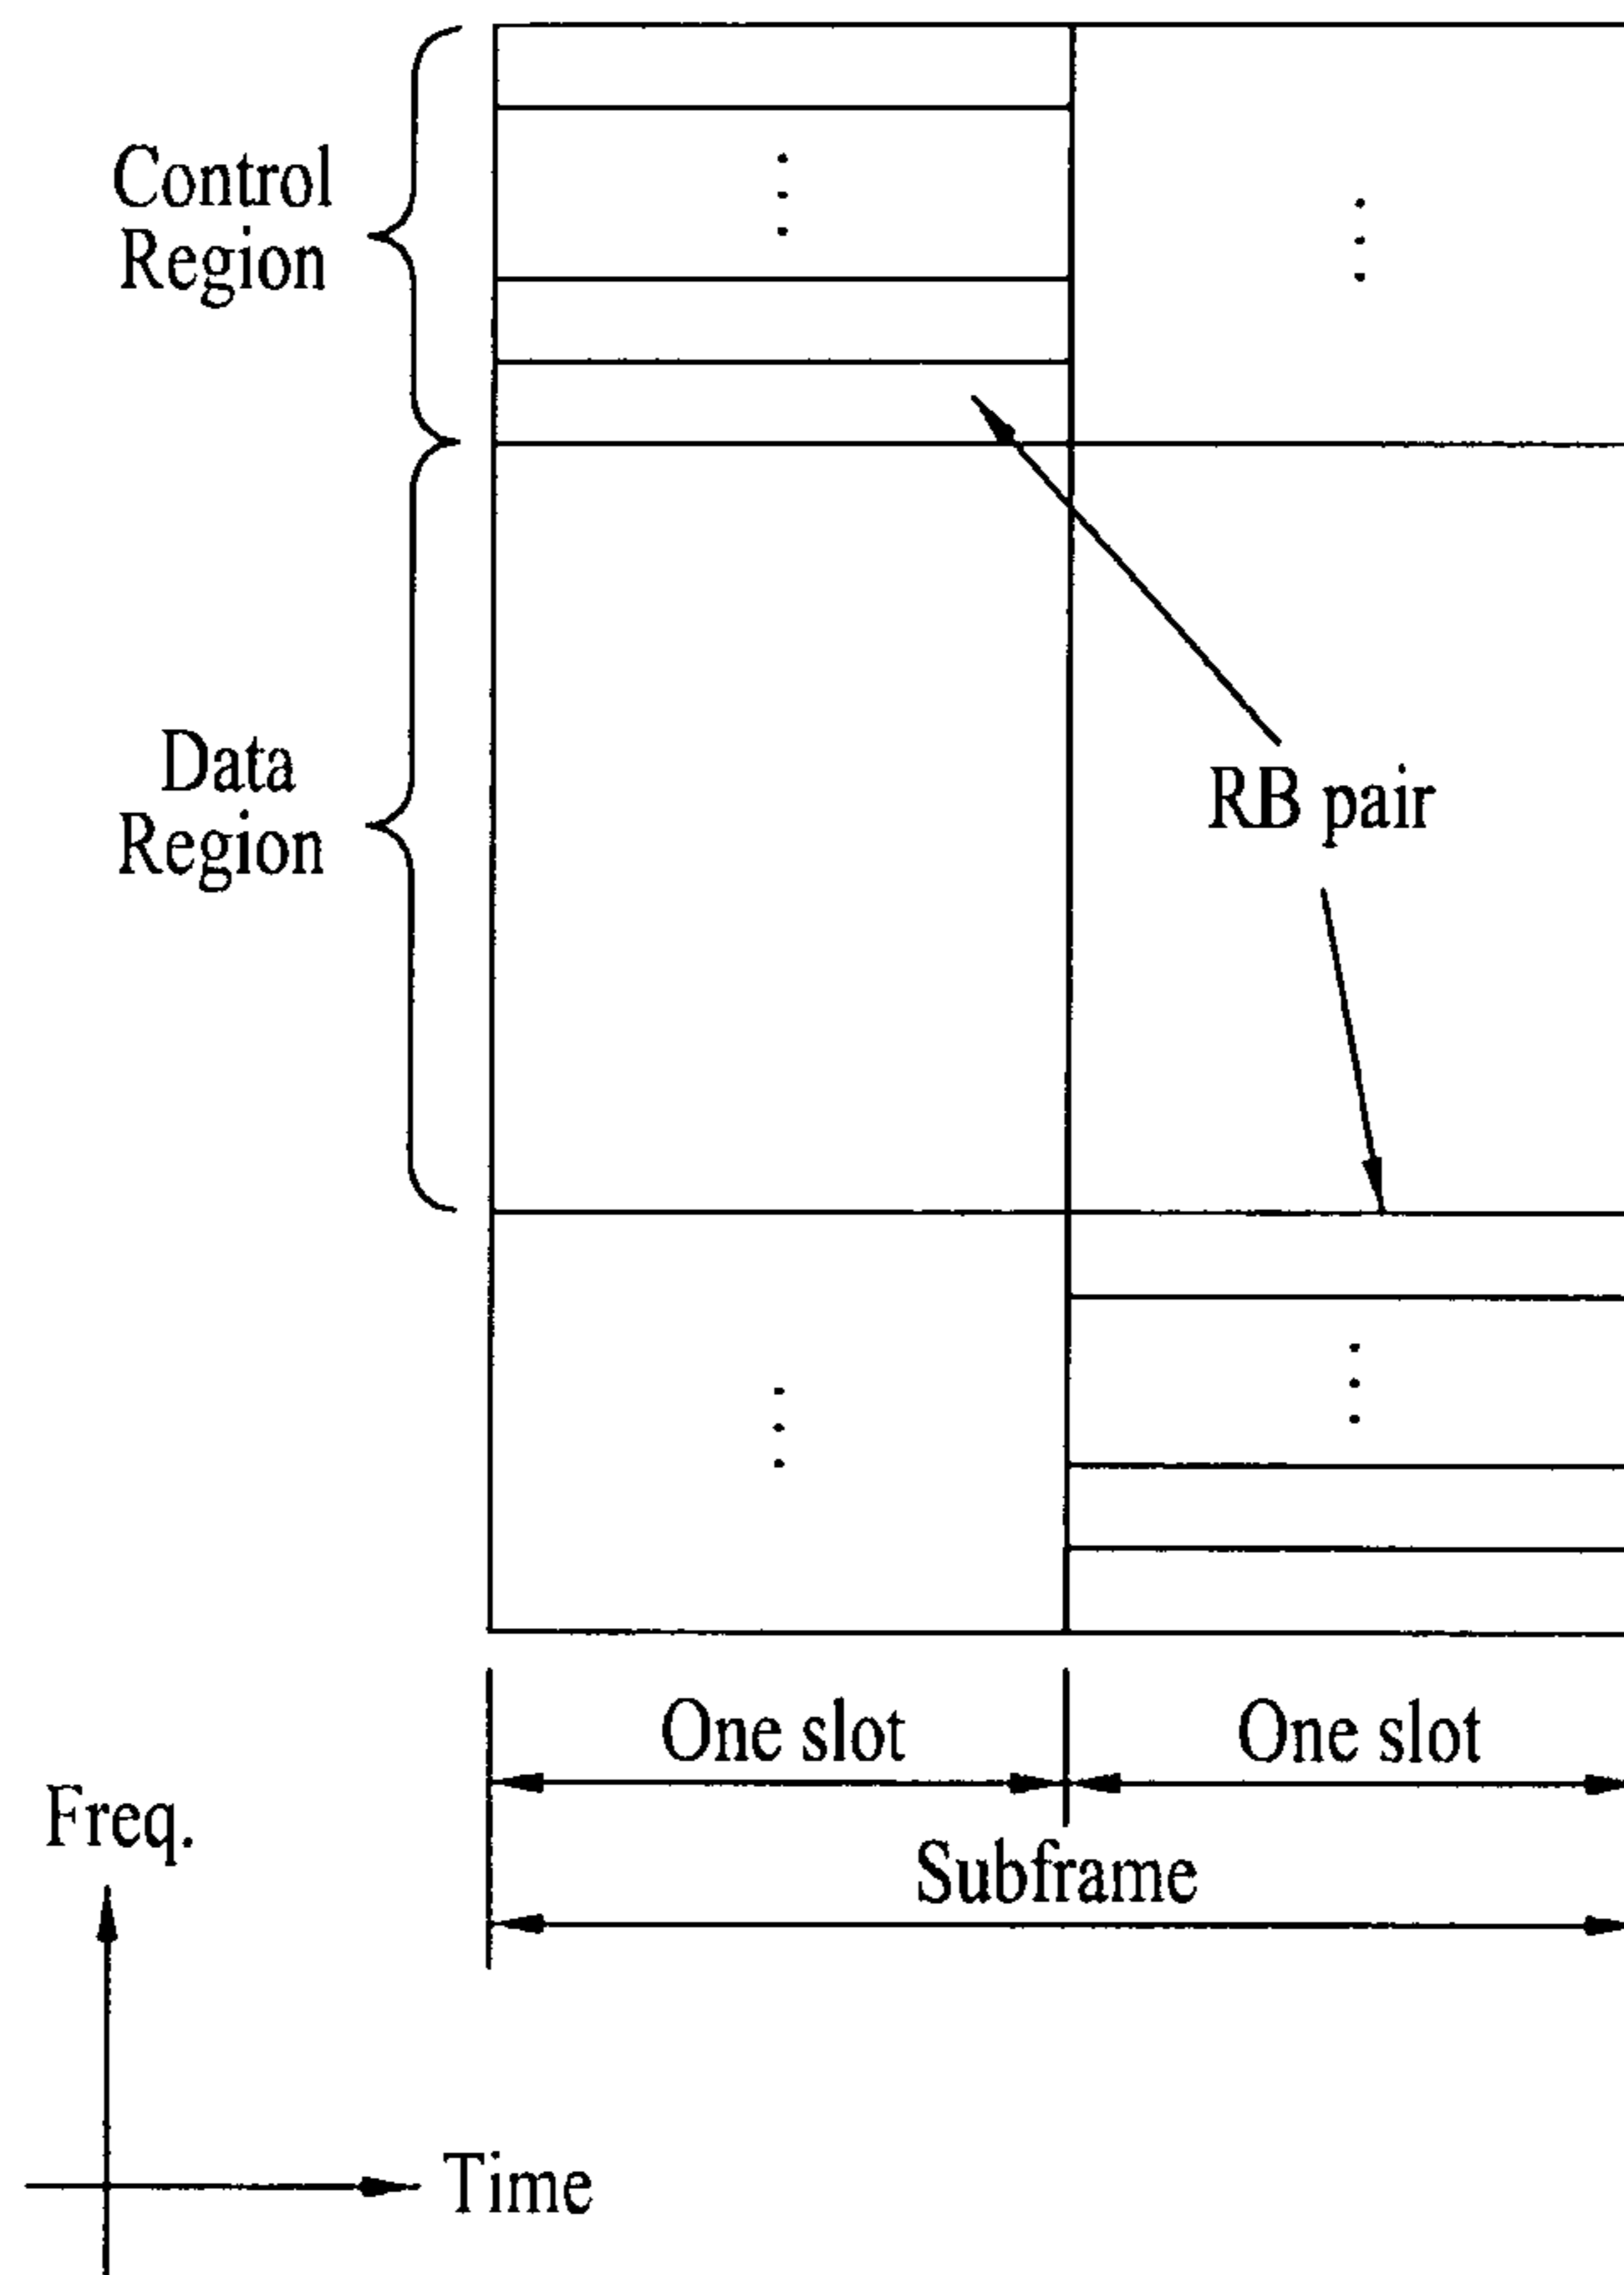 Control
Region
Data
Region
RB pair
One slot
One slot
Subframe
Freq.
Time